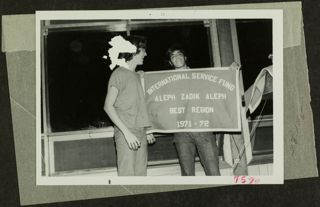 INTERNATIONAL SERVICE FUND
ALEPH ZADIK ALEPH
BEST REGION
1971-72